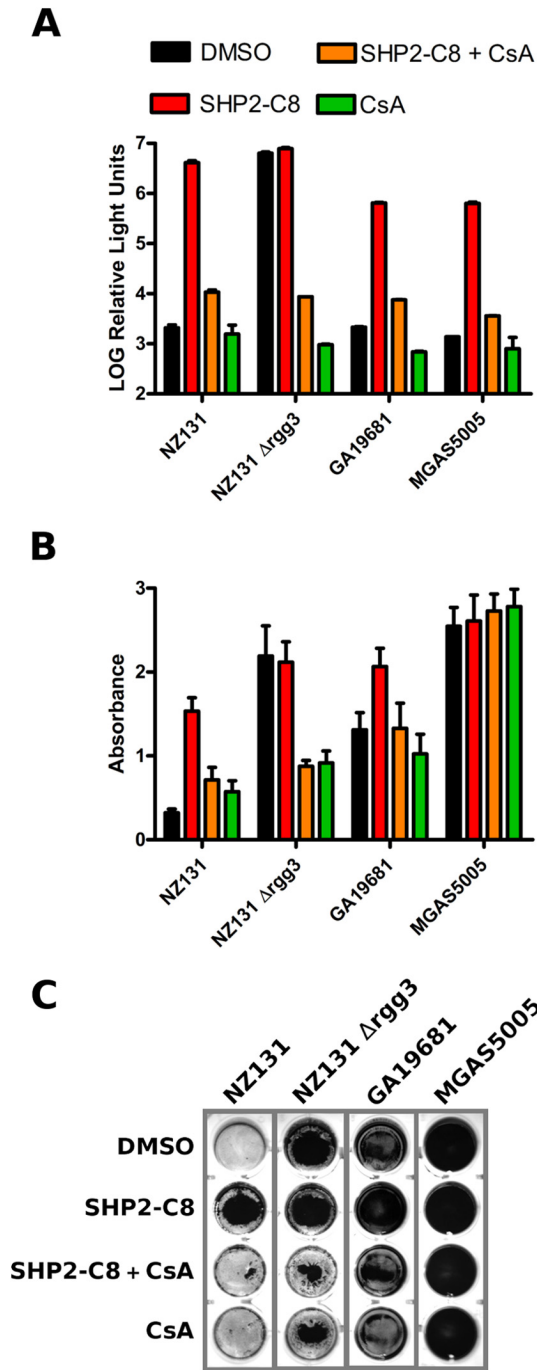 A
DMSO
SHP2-C8 + CsA
SHP2-C8
CsA
LOG Relative Light Units
7
6
5
4
3
2
NZ131
NZ131 Δrgg3
GA19681
MGAS5005
B
Absorbance
3
2
1
0
NZ131
NZ131 Δrgg3
GA19681
MGAS5005
C
NZ131
NZ131 Δrgg3
GA19681
MGAS5005
DMSO
SHP2-C8
SHP2-C8 + CsA
CsA